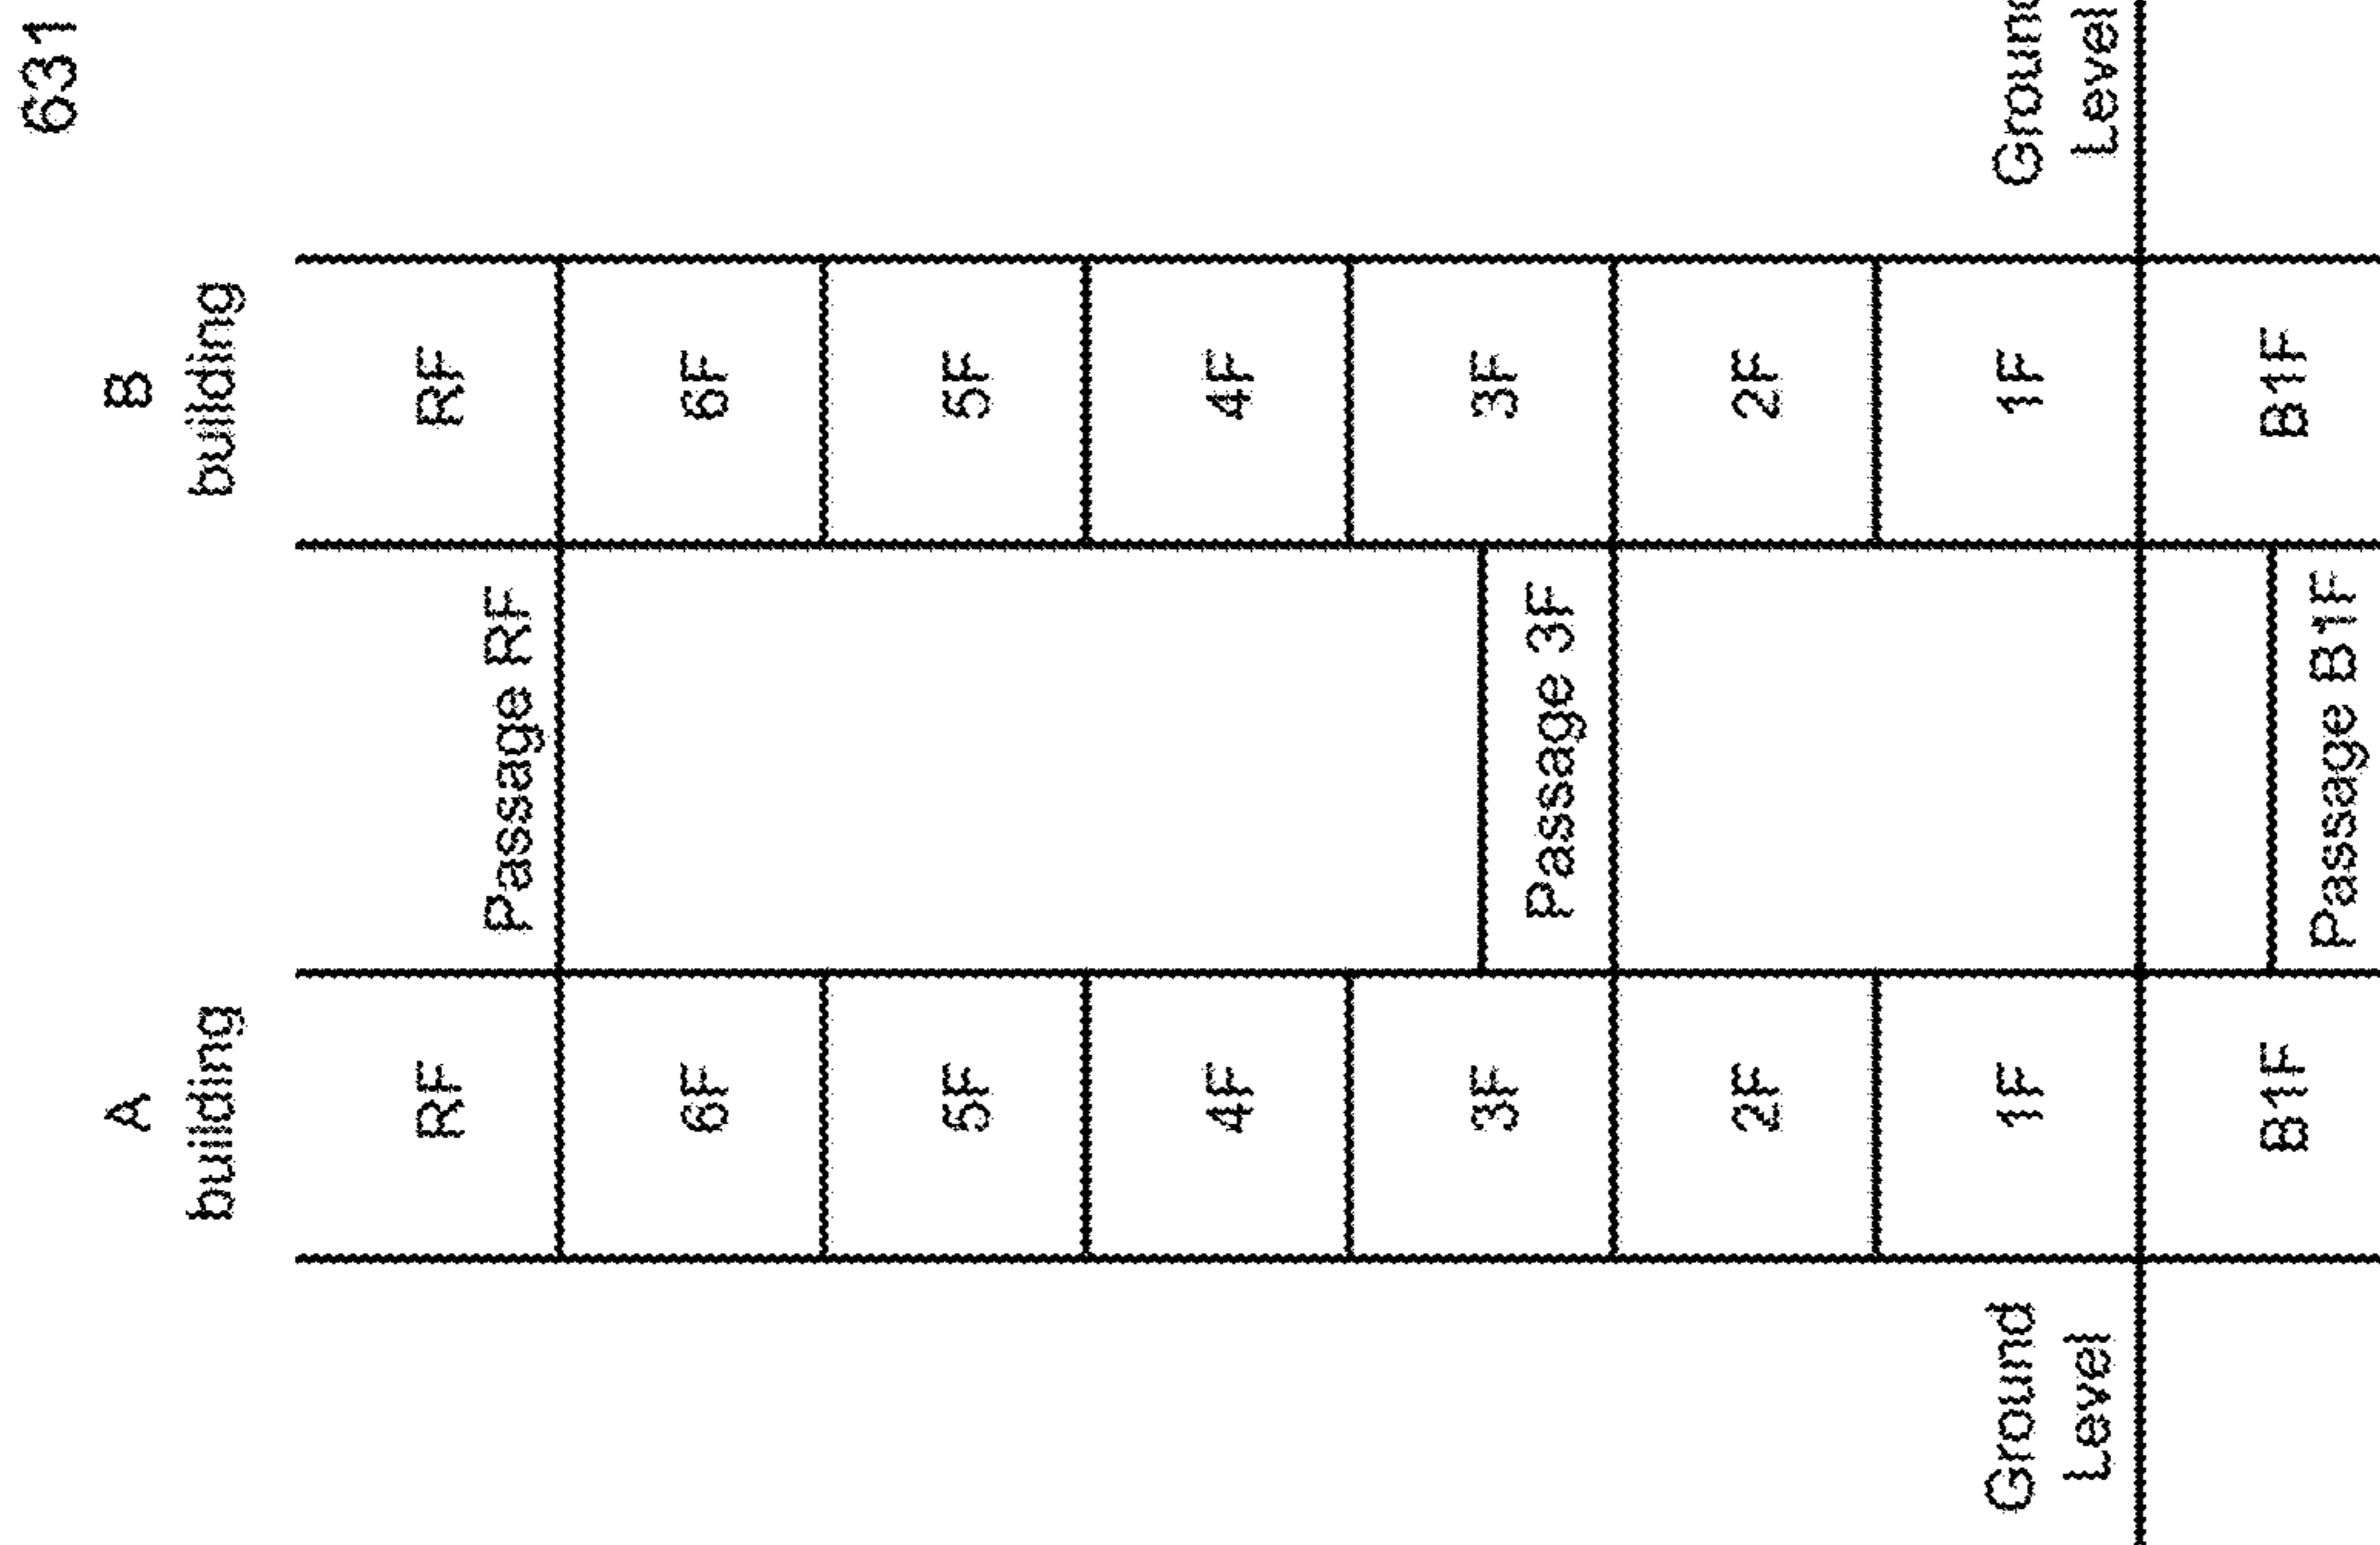 631
A
building
B
building
RF
RF
Passage RF
6F
6F
5F
5F
4F
4F
3F
3F
Passage 3F
2F
2F
1F
1F
Ground
Level
Groun
Level
B1F
B1F
Passage B1F